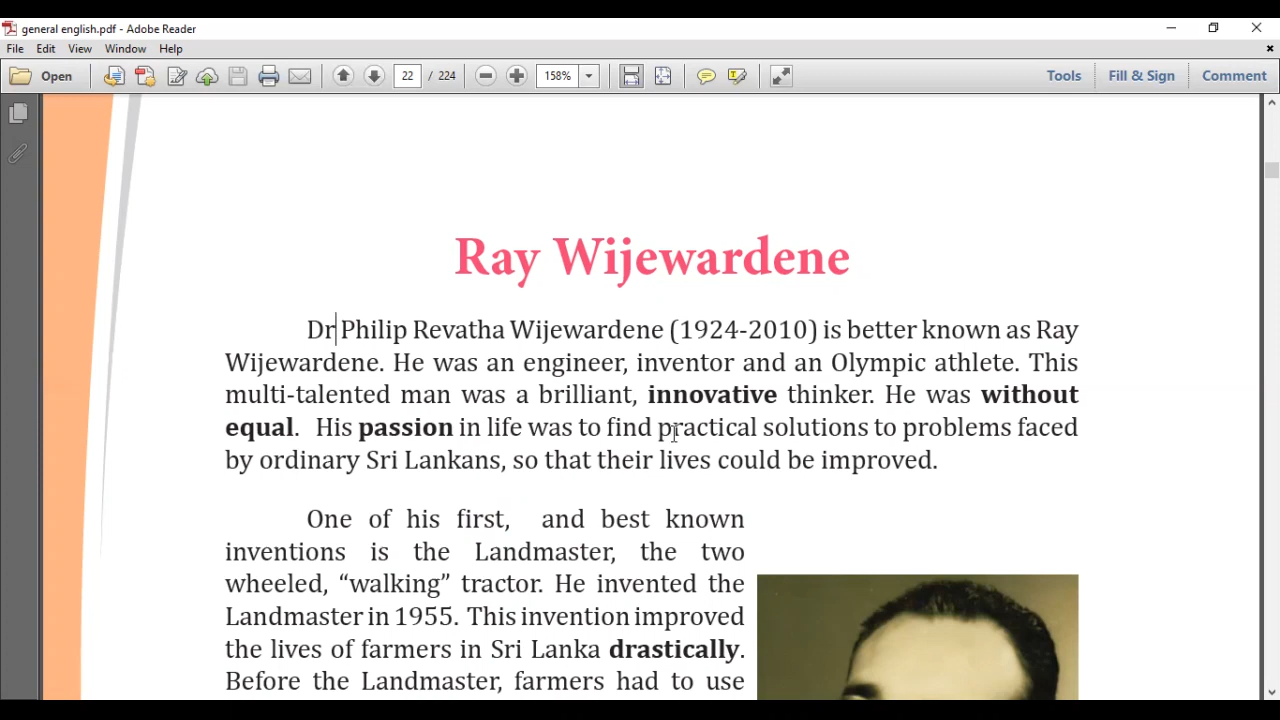 general english.pdf - Adobe Reader
File Edit View Window Help
Open 22 / 224 158% Tools Fill & Sign Comment
Ray Wijewardene
Dr Philip Revatha Wijewardene (1924-2010) is better known as Ray
Wijewardene. He was an engineer, inventor and an Olympic athlete. This
multi-talented man was a brilliant, innovative thinker. He was without
equal. His passion in life was to find practical solutions to problems faced
by ordinary Sri Lankans, so that their lives could be improved.
One of his first, and best known
inventions is the Landmaster, the two
wheeled, “walking” tractor. He invented the
Landmaster in 1955. This invention improved
the lives of farmers in Sri Lanka drastically.
Before the Landmaster, farmers had to use